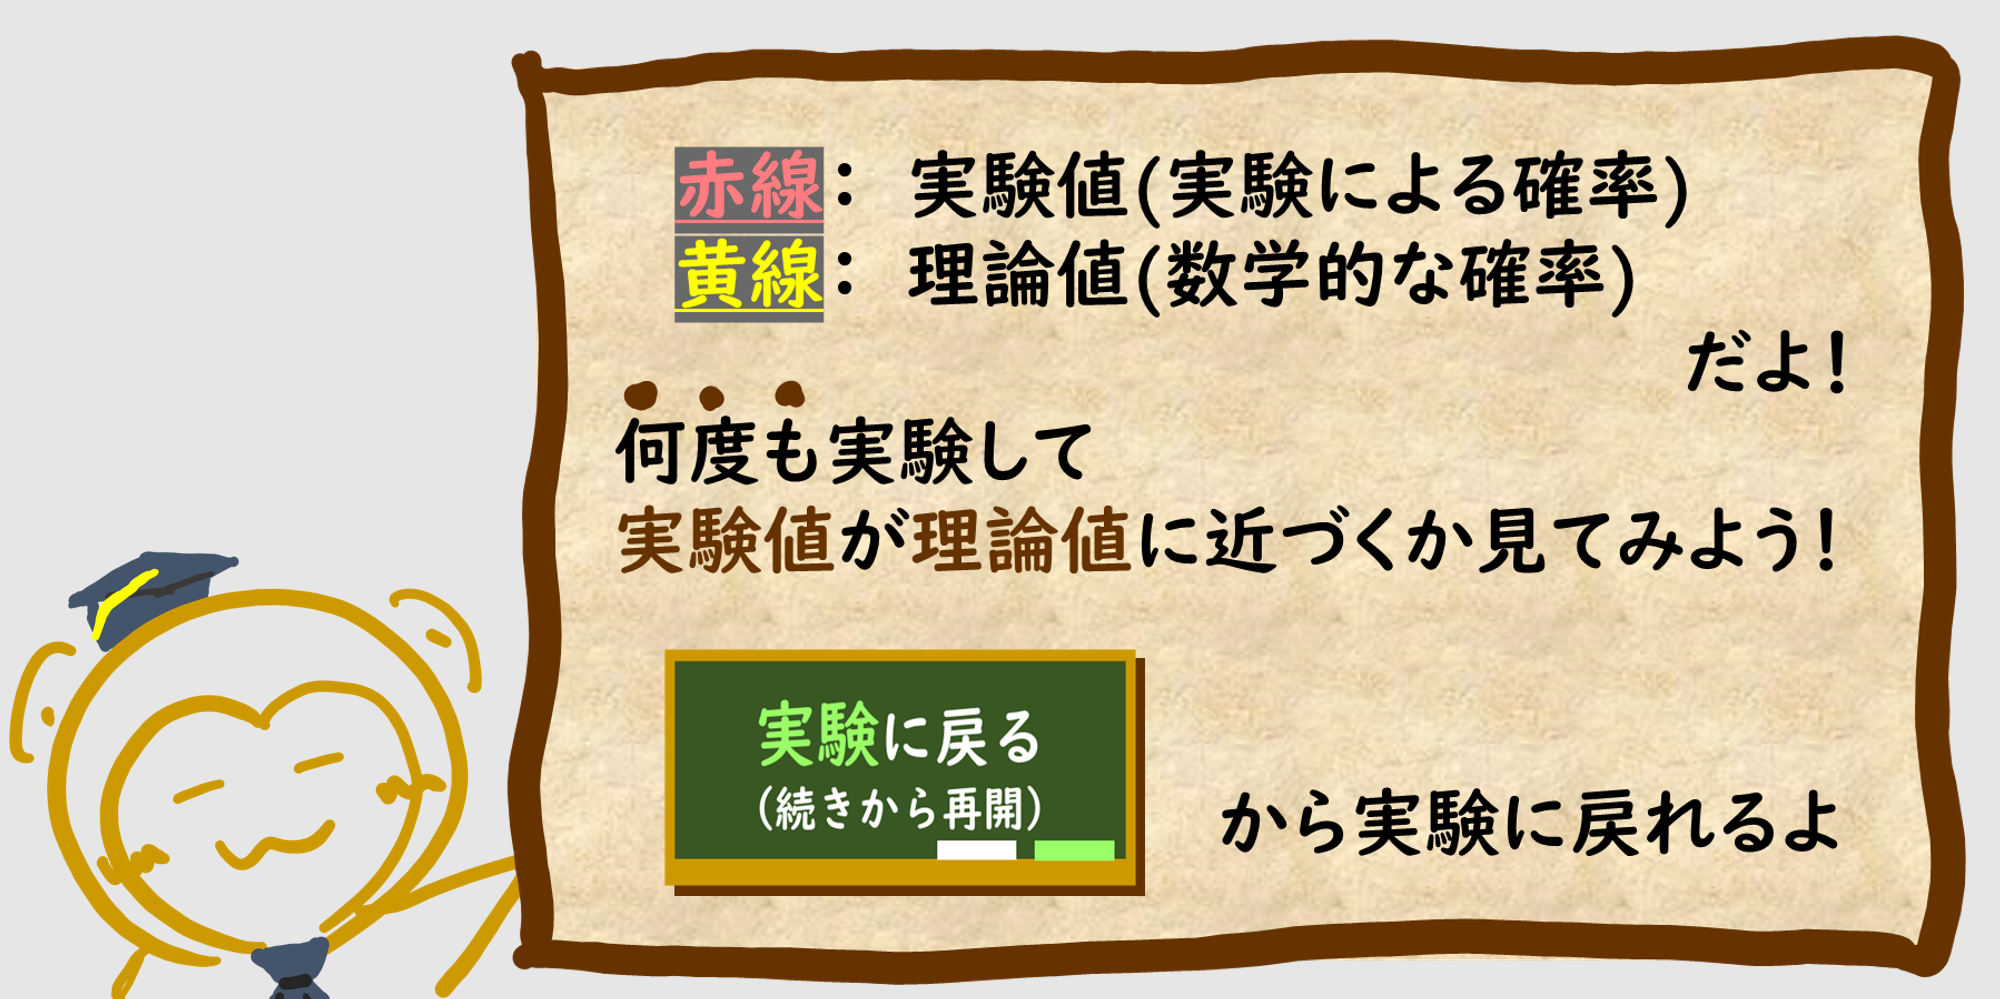 赤線： 実験値(実験による確率)
黄線： 理論値(数学的な確率)
だよ！
何度も実験して
実験値が理論値に近づくか見てみよう！
実験に戻る
(続きから再開)
から実験に戻れるよ